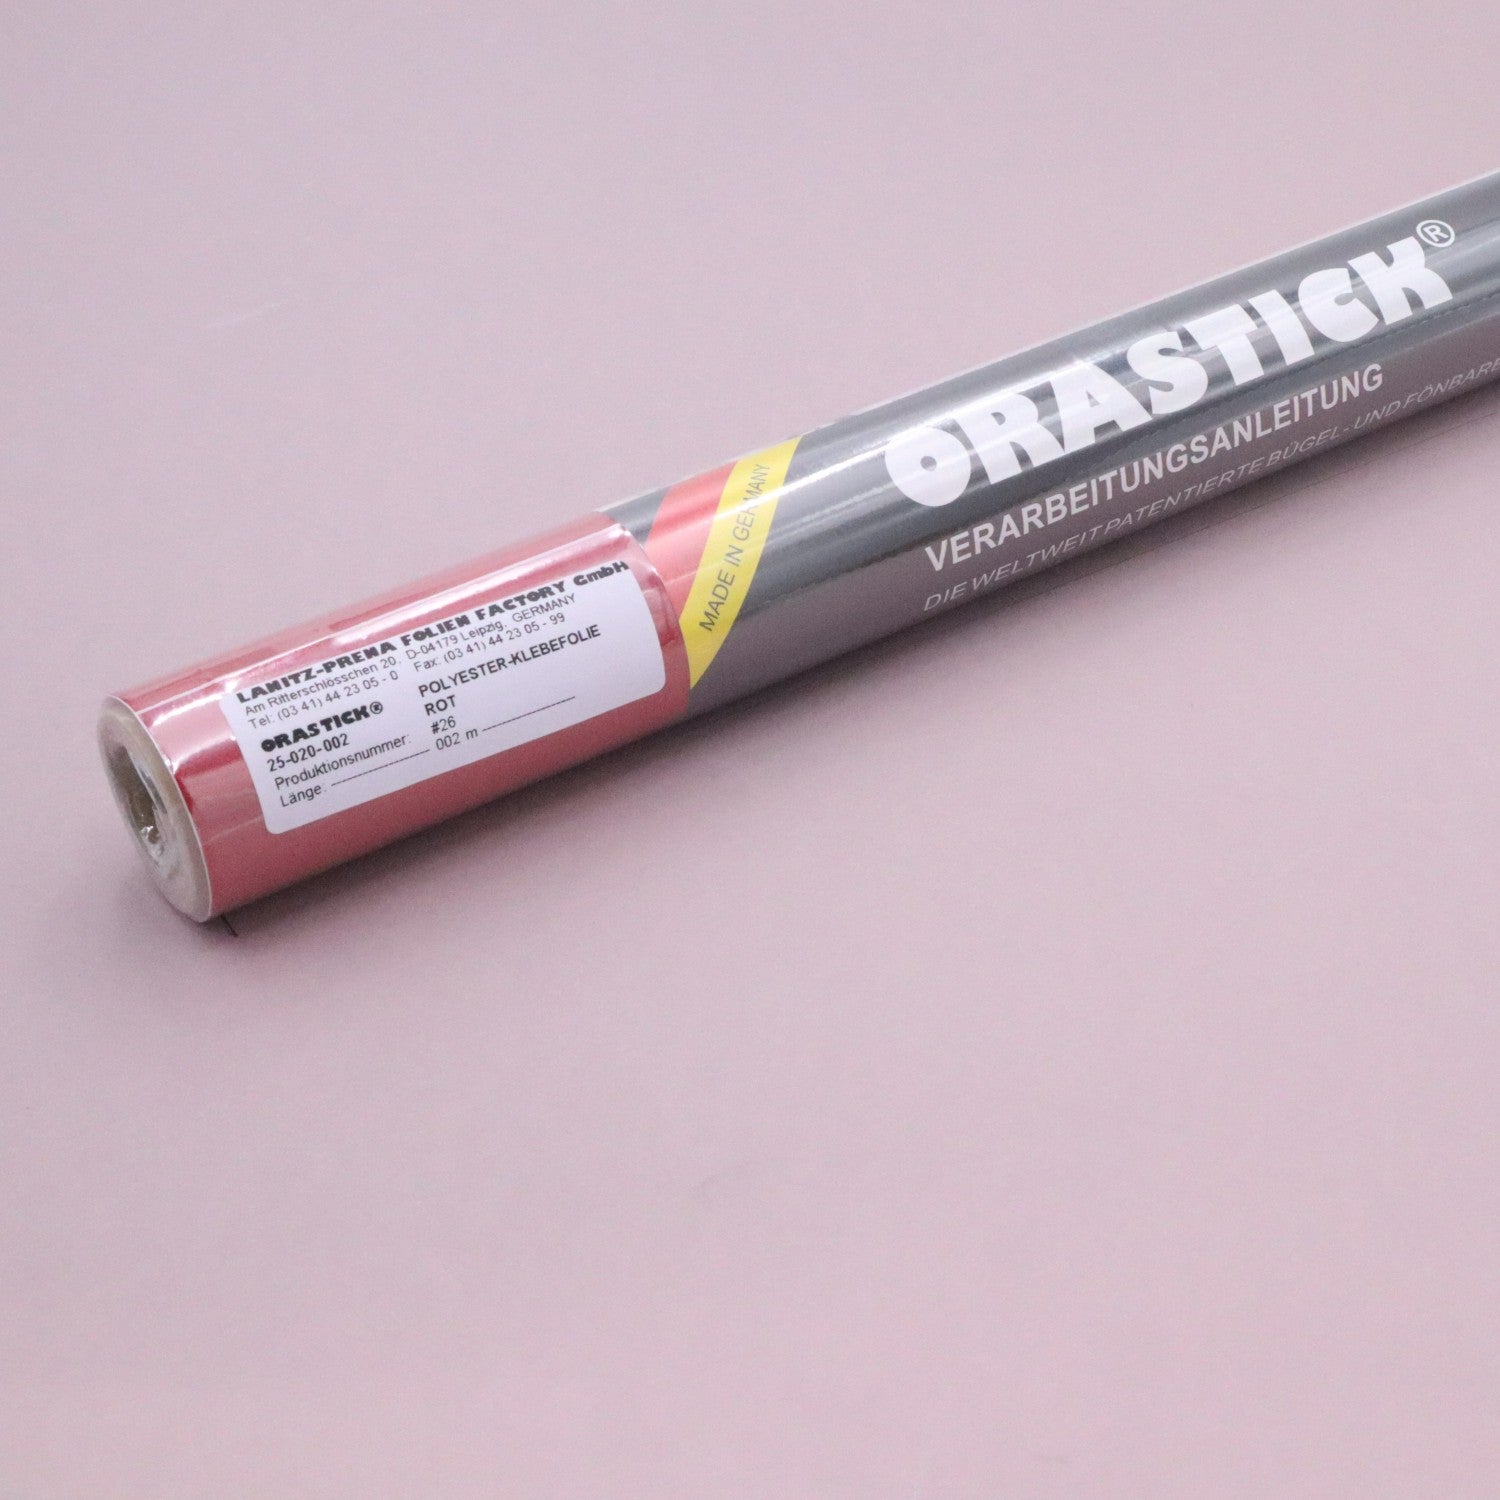 LANITZ-PRENA FOLIEN FACTORY GmbH
Am Ritterschlösschen 20, D-04179 Leipzig, GERMANY
Tel: (03 41) 44 23 05 - 0 Fax: (03 41) 44 23 05 - 99
ORASTICK® POLYESTER-KLEBEFOLIE
25-020-002 ROT
Produktionsnummer: #26
Länge: 002 m
MADE IN GERMANY
ORASTICK®
VERARBEITUNGSANLEITUNG
DIE WELTWEIT PATENTIERTE BÜGEL- UND FÖNBARE